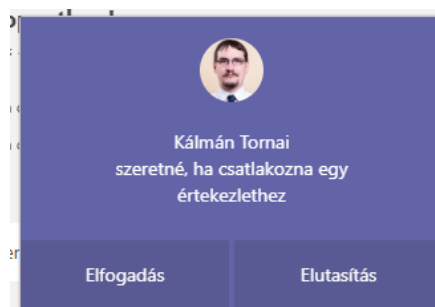 Kálmán Tornai
szeretné, ha csatlakozna egy
értekezlethez
Elfogadás
Elutasítás